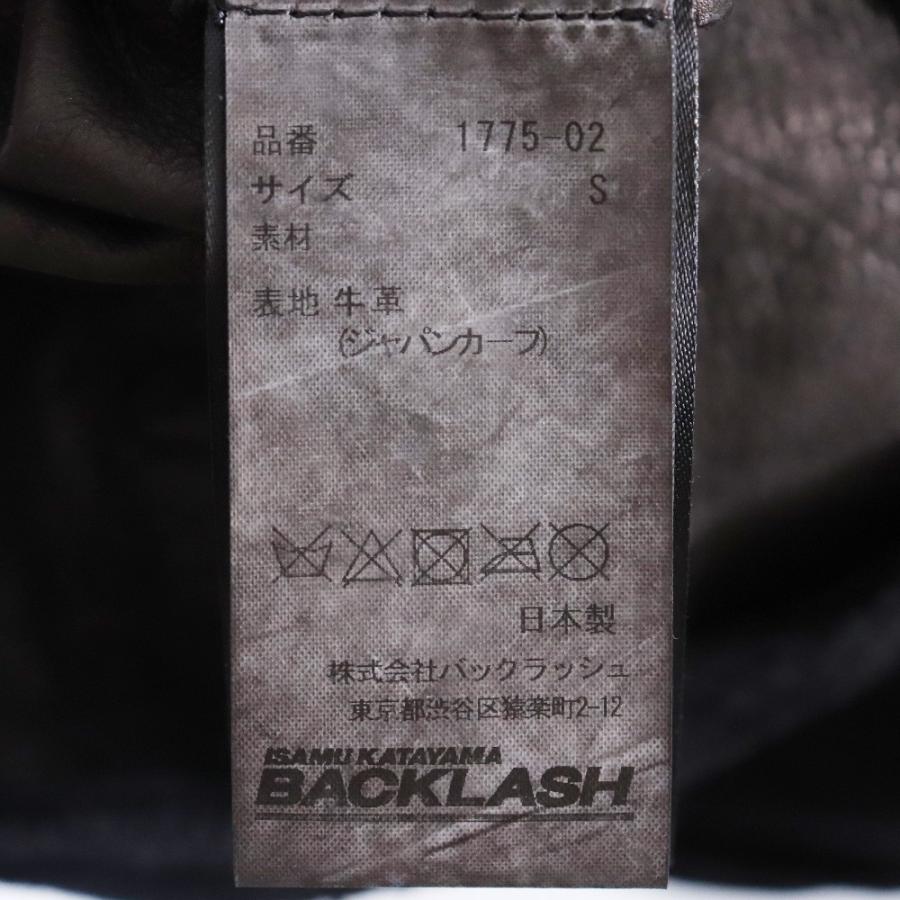 品番 1775-02
サイズ S
素材
表地 牛革
(ジャパンカーフ)
日本製
株式会社バックラッシュ
東京都渋谷区猿楽町2-12
ISAMU KATAYAMA
BACKLASH